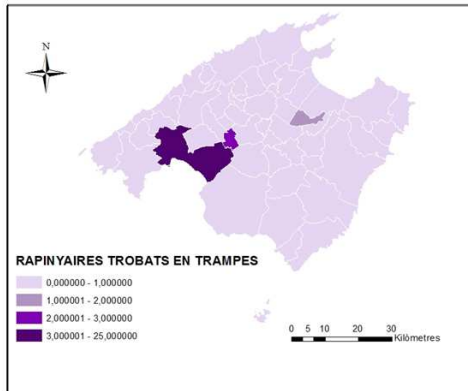 N
RAPINYAIRES TROBATS EN TRAMPES
0,000000 - 1,000000
1,000001 - 2,000000
2,000001 - 3,000000
3,000001 - 25,000000
0 5 10 20 30
Kilòmetres